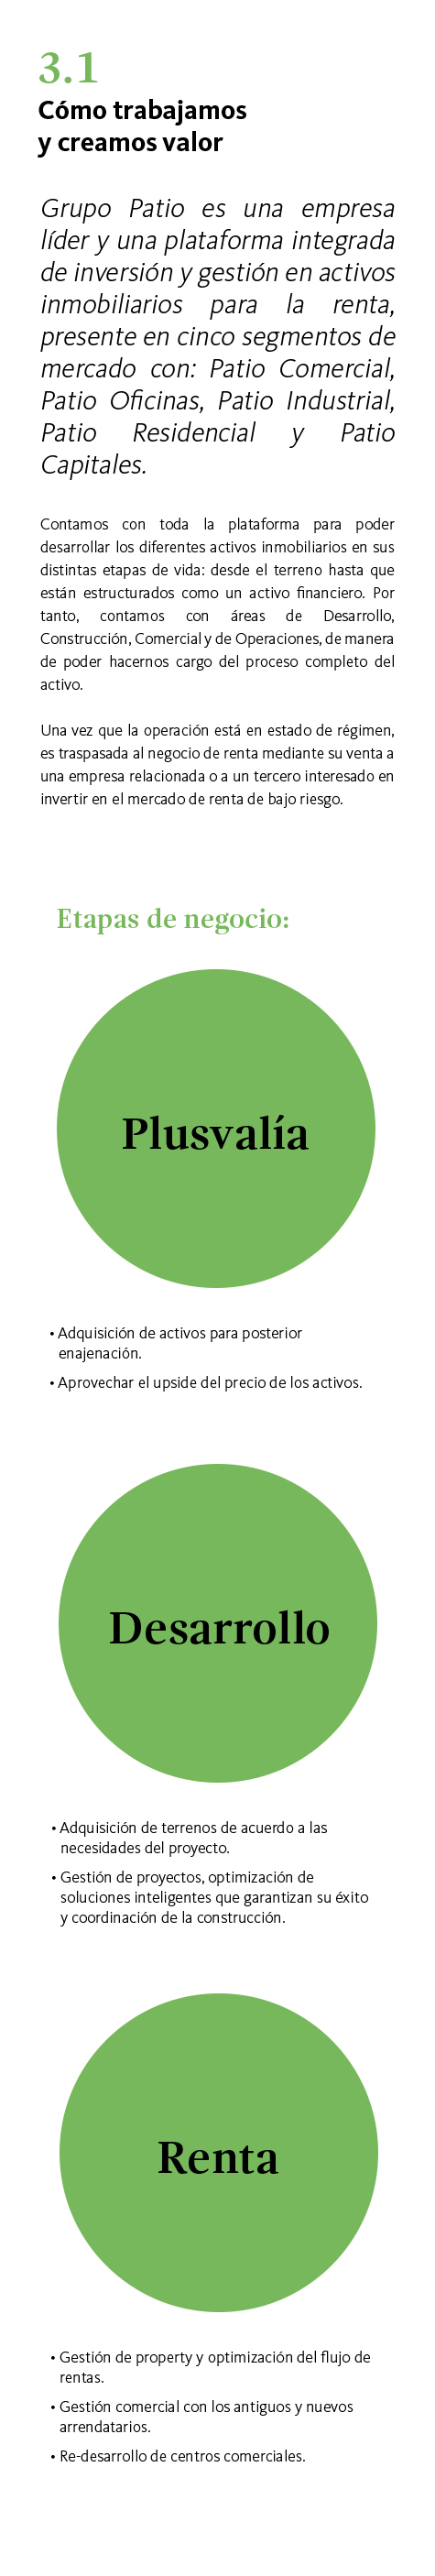 3.1
Cómo trabajamos
y creamos valor
Grupo Patio es una empresa
líder y una plataforma integrada
de inversión y gestión en activos
inmobiliarios para la renta,
presente en cinco segmentos de
mercado con: Patio Comercial,
Patio Oficinas, Patio Industrial,
Patio Residencial y Patio
Capitales.
Contamos con toda la plataforma para poder
desarrollar los diferentes activos inmobiliarios en sus
distintas etapas de vida: desde el terreno hasta que
están estructurados como un activo financiero. Por
tanto, contamos con áreas de Desarrollo,
Construcción, Comercial y de Operaciones, de manera
de poder hacernos cargo del proceso completo del
activo.
Una vez que la operación está en estado de régimen,
es traspasada al negocio de renta mediante su venta a
una empresa relacionada o a un tercero interesado en
invertir en el mercado de renta de bajo riesgo.
Etapas de negocio:
Plusvalía
• Adquisición de activos para posterior
enajenación.
• Aprovechar el upside del precio de los activos.
Desarrollo
• Adquisición de terrenos de acuerdo a las
necesidades del proyecto.
• Gestión de proyectos, optimización de
soluciones inteligentes que garantizan su éxito
y coordinación de la construcción.
Renta
• Gestión de property y optimización del flujo de
rentas.
• Gestión comercial con los antiguos y nuevos
arrendatarios.
• Re-desarrollo de centros comerciales.